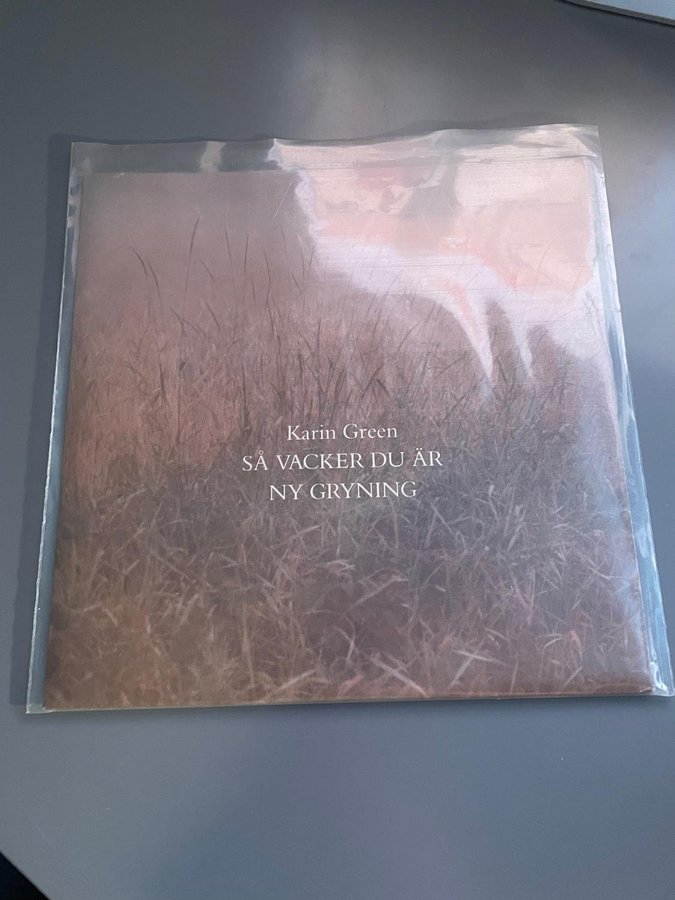 Karin Green
SÅ VACKER DU ÄR
NY GRYNING